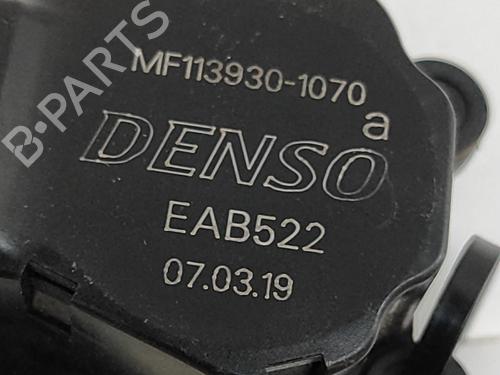 B-PARTS
MF113930-1070
a
DENSO
EAB522
07.03.19